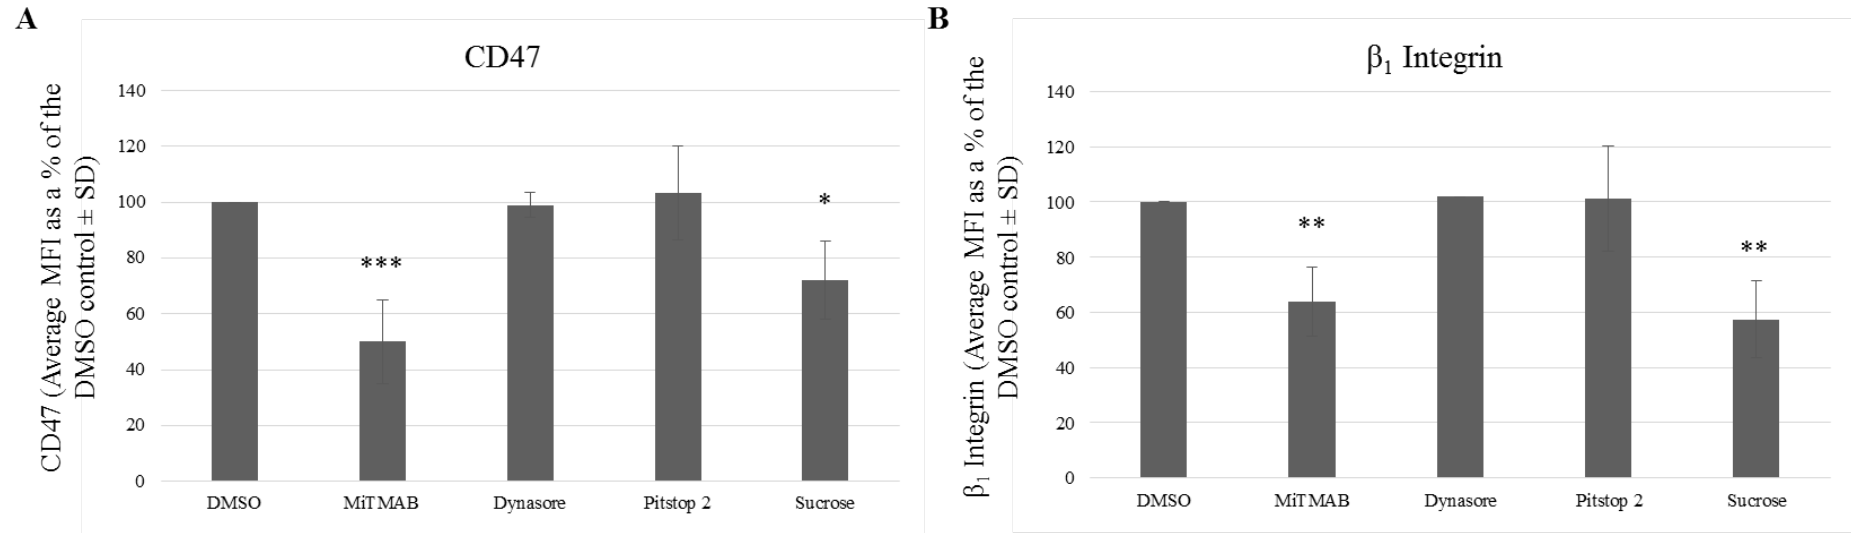 A
CD47
CD47 (Average MFI as a % of the
DMSO control ± SD)
140
120
100
80
60
40
20
0
***
*
DMSO
MiTMAB
Dynasore
Pitstop 2
Sucrose
B
β₁ Integrin
β₁ Integrin (Average MFI as a % of the
DMSO control ± SD)
140
120
100
80
60
40
20
0
**
**
DMSO
MiTMAB
Dynasore
Pitstop 2
Sucrose